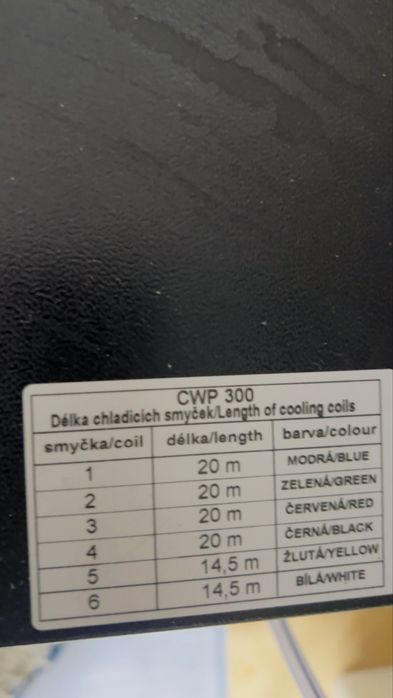 CWP 300
Délka chladicích smyček/Length of cooling coils
smyčka/coil délka/length barva/colour
1 20 m MODRÁ/BLUE
2 20 m ZELENÁ/GREEN
3 20 m ČERVENÁ/RED
4 20 m ČERNÁ/BLACK
5 14,5 m ŽLUTÁ/YELLOW
6 14,5 m BÍLÁ/WHITE